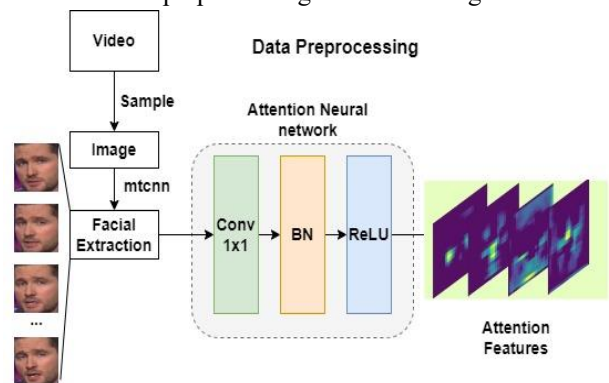 Video
Data Preprocessing
Sample
Attention Neural
network
Image
mtcnn
Facial
Extraction
Conv
1x1
BN
ReLU
...
Attention
Features